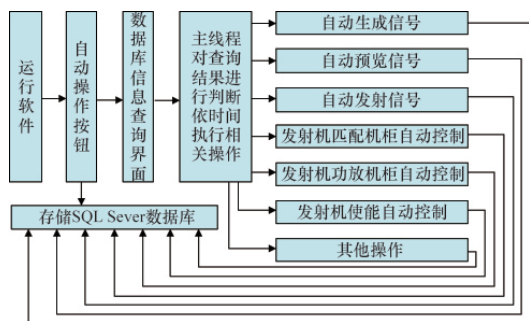 运行软件
自动操作按钮
数据库信息查询界面
主线程
对查询
结果进
行判断
依时间
执行相
关操作
自动生成信号
自动预览信号
自动发射信号
发射机匹配机柜自动控制
发射机功放机柜自动控制
发射机使能自动控制
其他操作
存储SQL Sever数据库